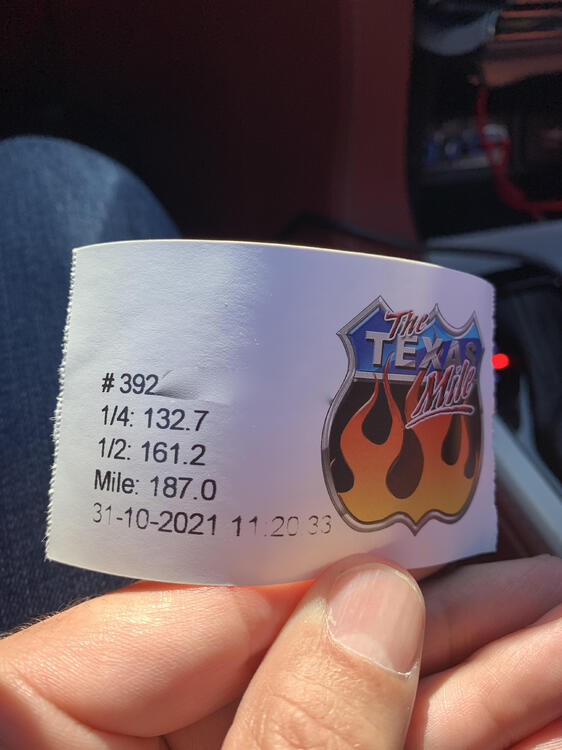 # 392
1/4: 132.7
1/2: 161.2
Mile: 187.0
31-10-2021 11:20:33
The
TEXAS
Mile